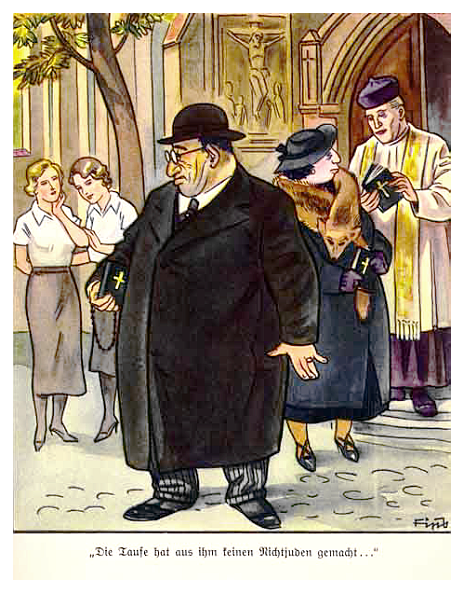 Fips
„Die Taufe hat aus ihm keinen Nichtjuden gemacht..."